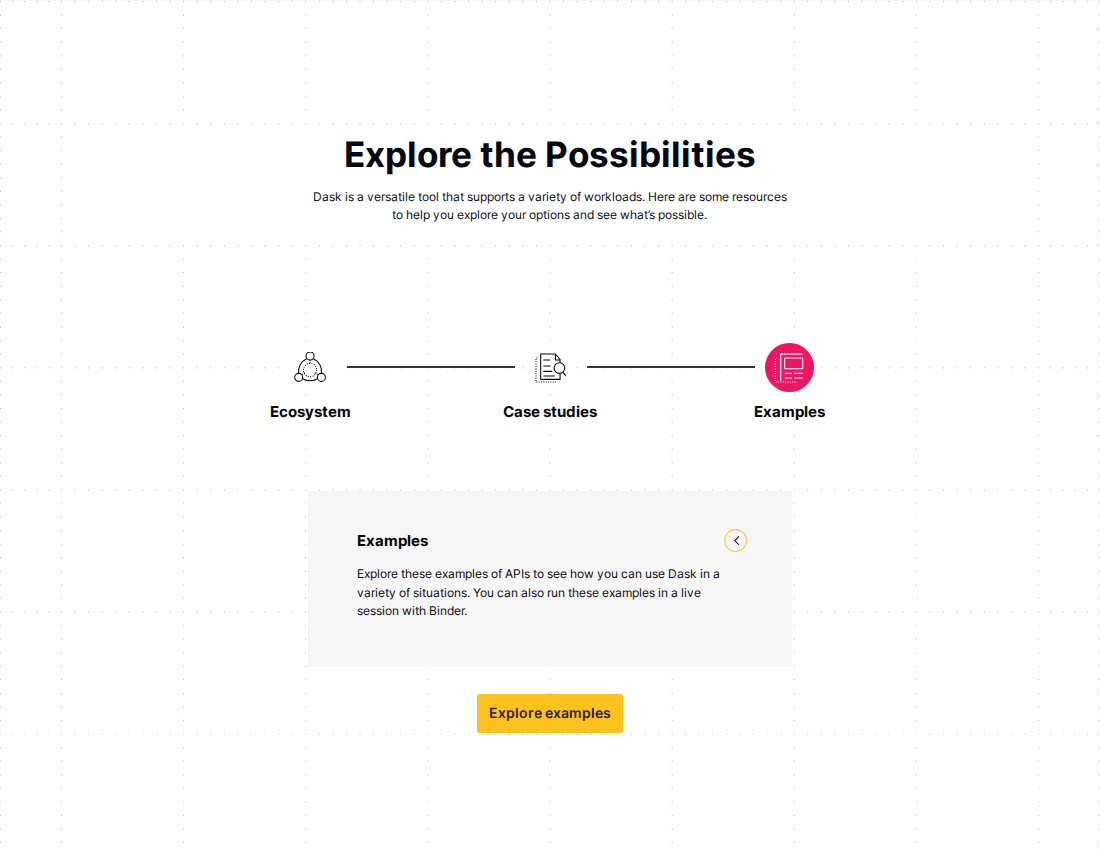 Explore the Possibilities
Dask is a versatile tool that supports a variety of workloads. Here are some resources
to help you explore your options and see what's possible.
Ecosystem
Case studies
Examples
Examples
Explore these examples of APIs to see how you can use Dask in a
variety of situations. You can also run these examples in a live
session with Binder.
Explore examples